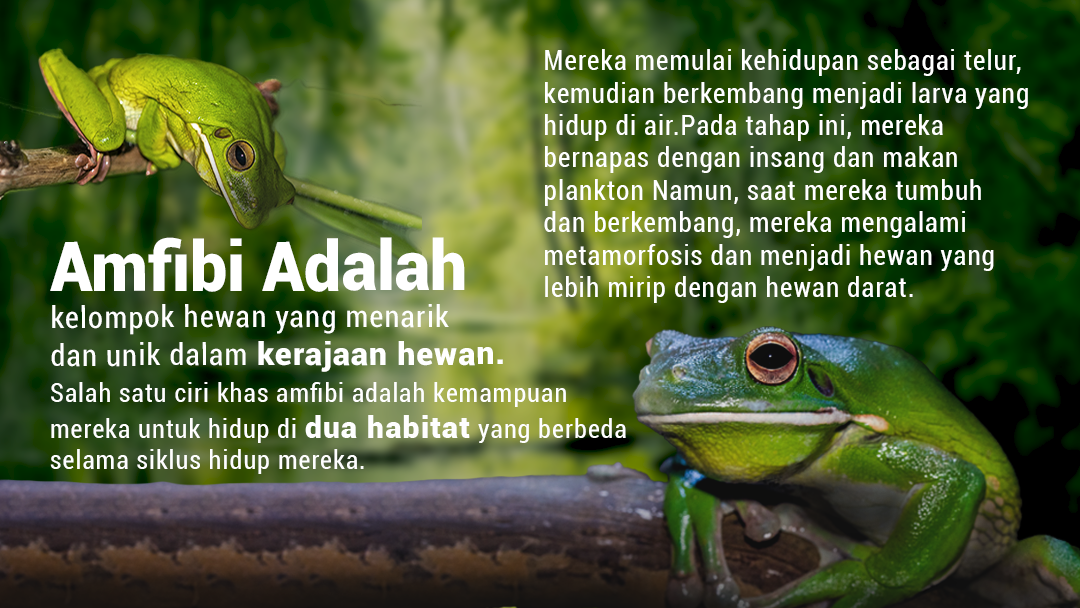 Amfibi Adalah
kelompok hewan yang menarik
dan unik dalam kerajaan hewan.
Salah satu ciri khas amfibi adalah kemampuan
mereka untuk hidup di dua habitat yang berbeda
selama siklus hidup mereka.
Mereka memulai kehidupan sebagai telur,
kemudian berkembang menjadi larva yang
hidup di air.Pada tahap ini, mereka
bernapas dengan insang dan makan
plankton Namun, saat mereka tumbuh
dan berkembang, mereka mengalami
metamorfosis dan menjadi hewan yang
lebih mirip dengan hewan darat.